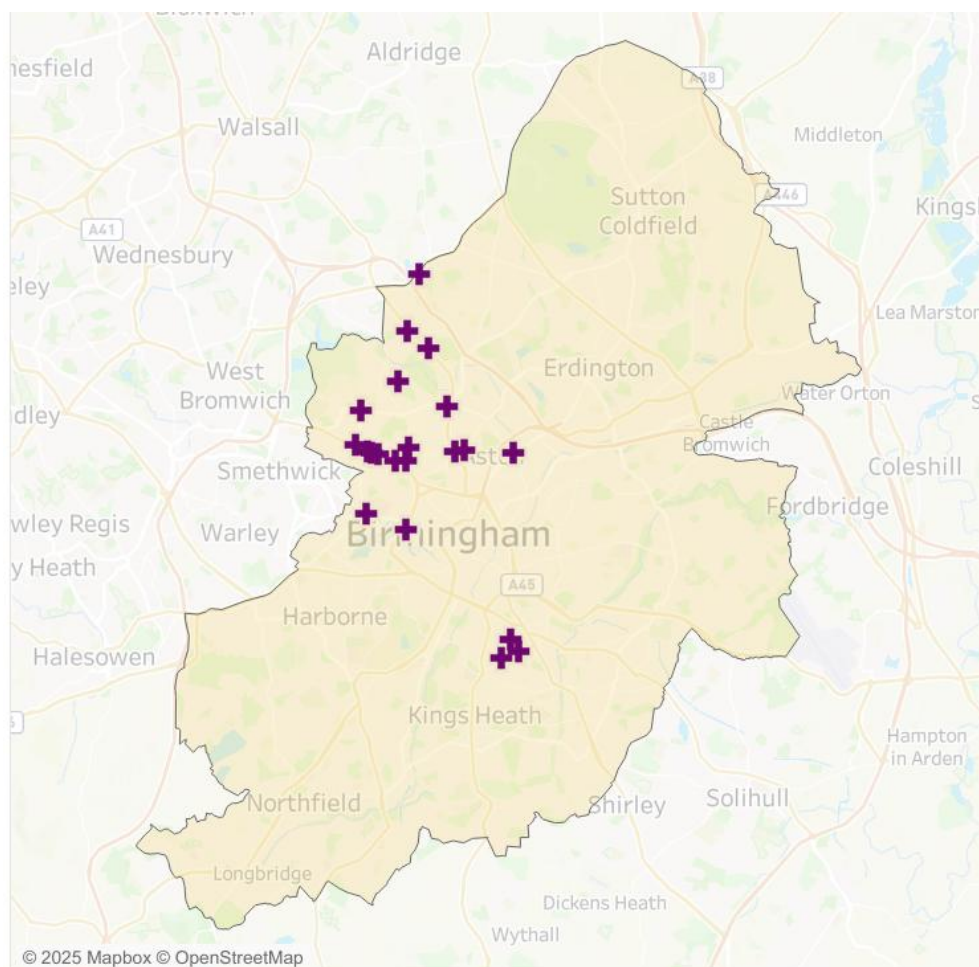 Aldridge
A38
nesfield
Walsall
Middleton
Sutton
Coldfield
A446
Kings
A41
Wednesbury
eley
Lea Marston
West
Bromwich
Erdington
Water Orton
dley
Castle
Bromwich
Smethwick
Coleshill
wley Regis
Warley
Birmingham
Fordbridge
y Heath
A45
Harborne
Halesowen
Kings Heath
Hampton
in Arden
Northfield
Shirley
Solihull
Longbridge
Dickens Heath
Wythall
© 2025 Mapbox © OpenStreetMap